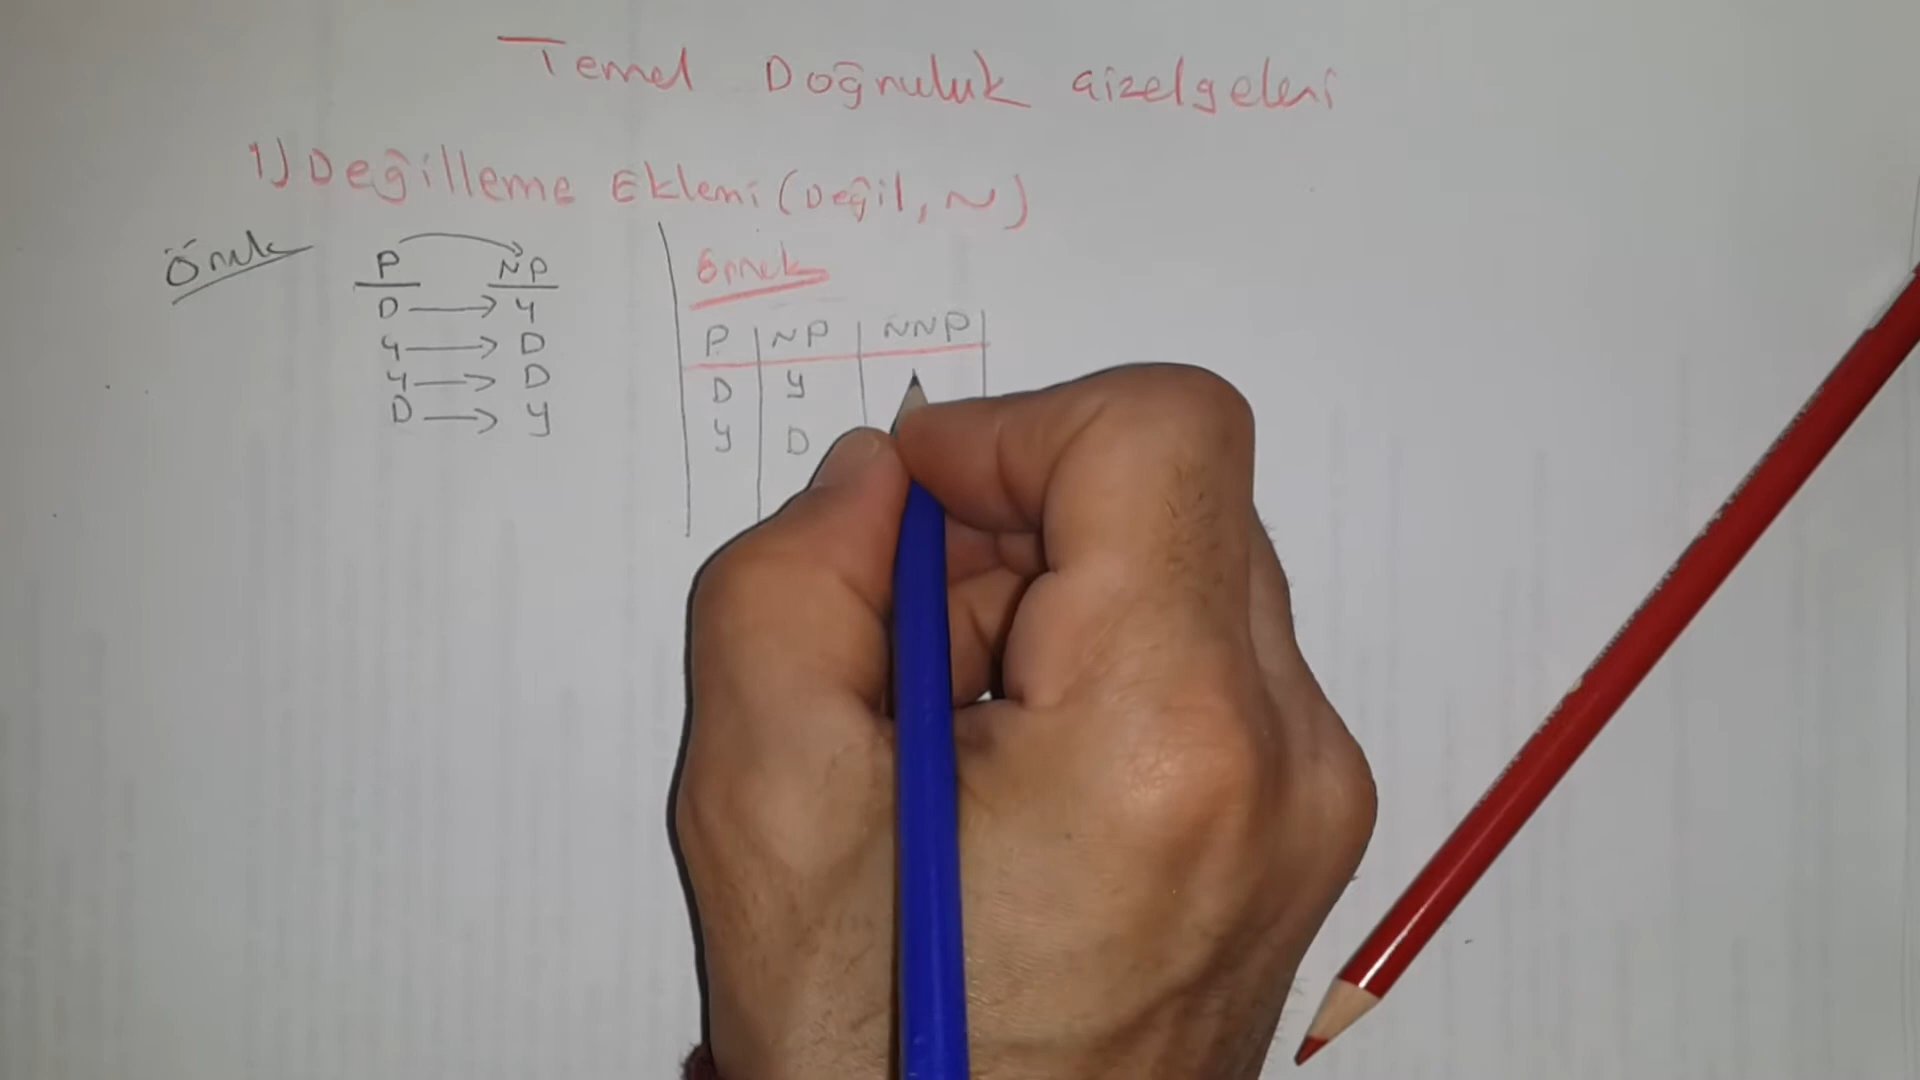 Temel Doğruluk Çizelgeleri
1) Değilleme Eklemi (Değil, ~)
Örnek
P ~P
D → Y
Y → D
Y → D
D → Y
Örnek
P ~P ~~P
D Y
Y D